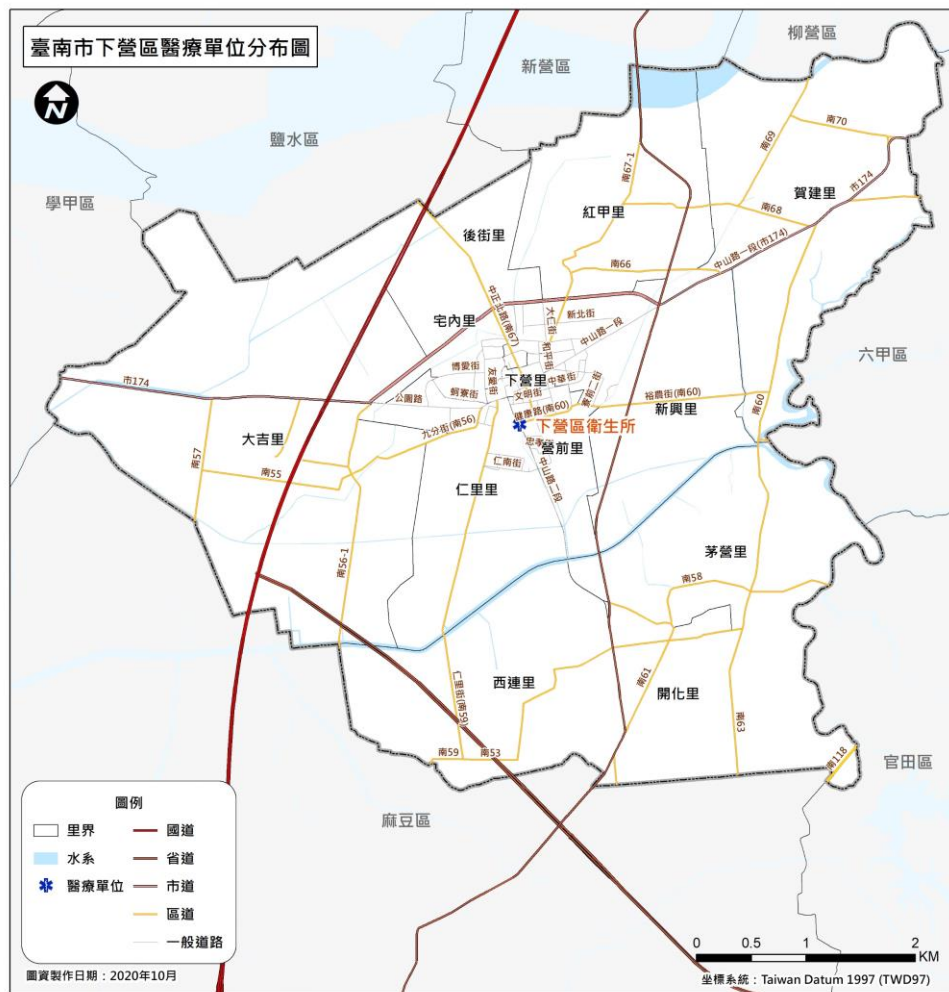 臺南市下營區醫療單位分布圖
N
柳營區
新營區
鹽水區
學甲區
六甲區
官田區
麻豆區
南70
南69
市174
賀建里
南67-1
紅甲里
南68
後街里
中山路一段(市174)
南66
中正北路(南67)
宅內里
大仁街
新北街
中山路一段
和平街
博愛街
友愛街
下營里
中華街
市174
蚵寮街
文明街
寮前二街
裕農街(南60)
南60
公園路
健康路(南60)
新興里
九分街(南56)
下營區衛生所
大吉里
忠孝街
營前里
南57
仁南街
中山路二段
南55
仁里里
茅營里
南56-1
南58
西連里
仁里街(南59)
南61
開化里
南63
南59
南53
南118
圖例
里界
國道
水系
省道
醫療單位
市道
區道
一般道路
0 0.5 1 2
KM
圖資製作日期：2020年10月
坐標系統：Taiwan Datum 1997 (TWD97)